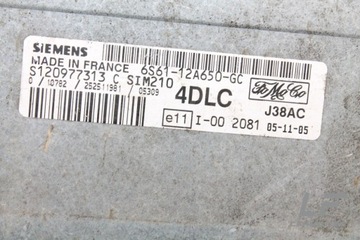 SIEMENS
MADE IN FRANCE 6S61-12A650-GC
S120977313 C SIM210
0 / 10782 / 252511981 / 05309
4DLC
FoMoCo
J38AC
e11 I-00 2081 05-11-05